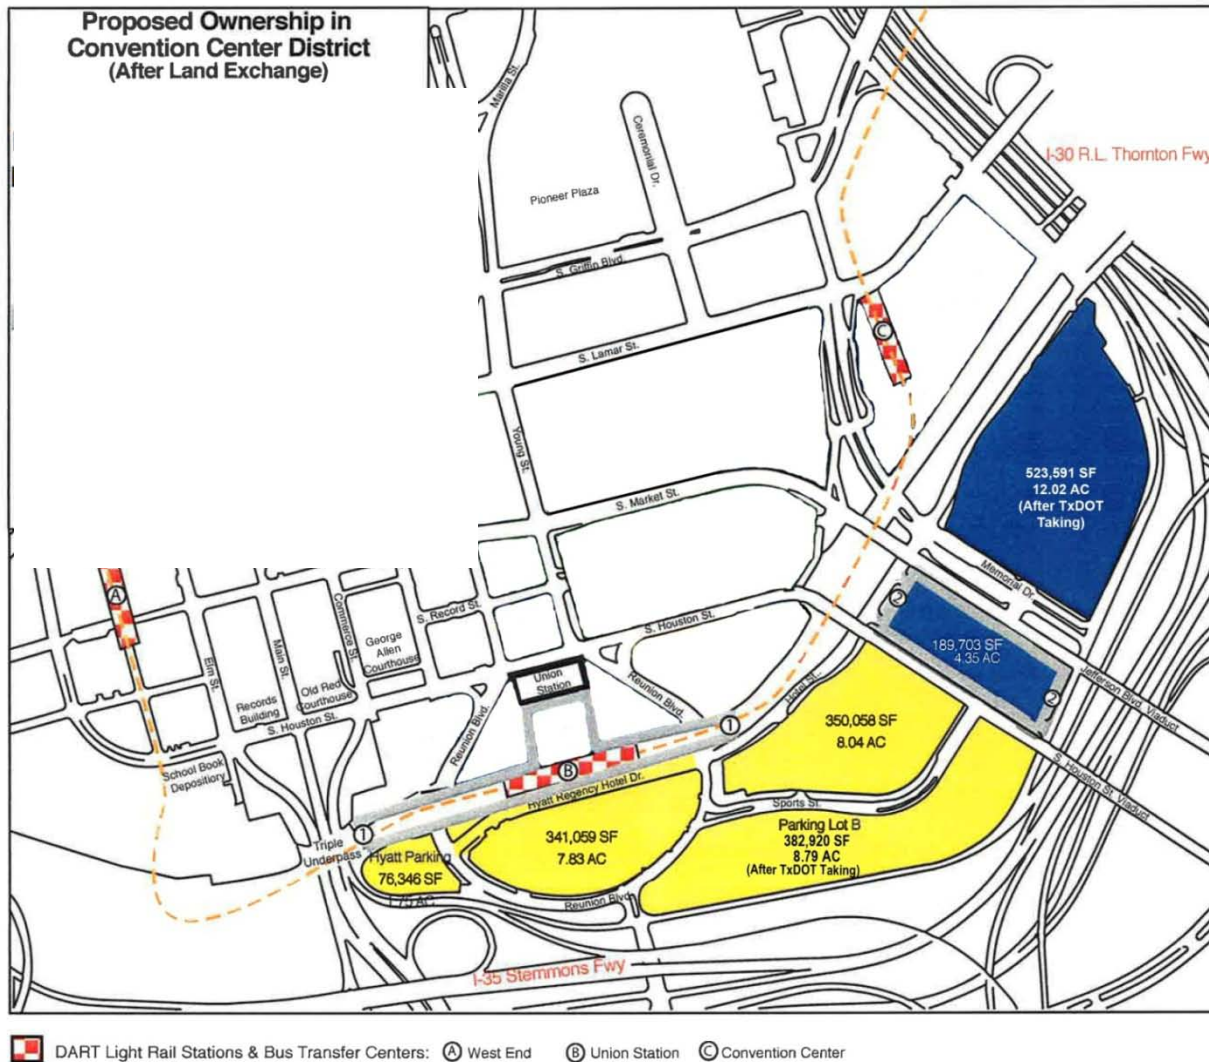 Proposed Ownership in
Convention Center District
(After Land Exchange)
Marilla St.
Ceremonial Dr.
I-30 R.L. Thornton Fwy
Pioneer Plaza
S. Griffin Blvd.
C
S. Lamar St.
Young St.
523,591 SF
12.02 AC
(After TxDOT
Taking)
S. Market St.
Memorial Dr.
A
2
S. Record St.
S. Houston St.
Commerce St.
George
Allen
Courthouse
189,703 SF
4.35 AC
Elm St.
Main St.
Union
Station
Jefferson Blvd. Viaduct
Records
Building
Old Red
Courthouse
Reunion Blvd.
Reunion Blvd.
Hotel St.
2
S. Houston St.
1
350,058 SF
8.04 AC
School Book
Depositiory
B
S. Houston St. Viaduct
Hyatt Regency Hotel Dr.
Sports St.
1
Triple
Underpass
341,059 SF
7.83 AC
Parking Lot B
382,920 SF
8.79 AC
(After TxDOT Taking)
Hyatt Parking
76,346 SF
1.75 AC
Reunion Blvd.
I-35 Stemmons Fwy
DART Light Rail Stations & Bus Transfer Centers: A West End B Union Station C Convention Center